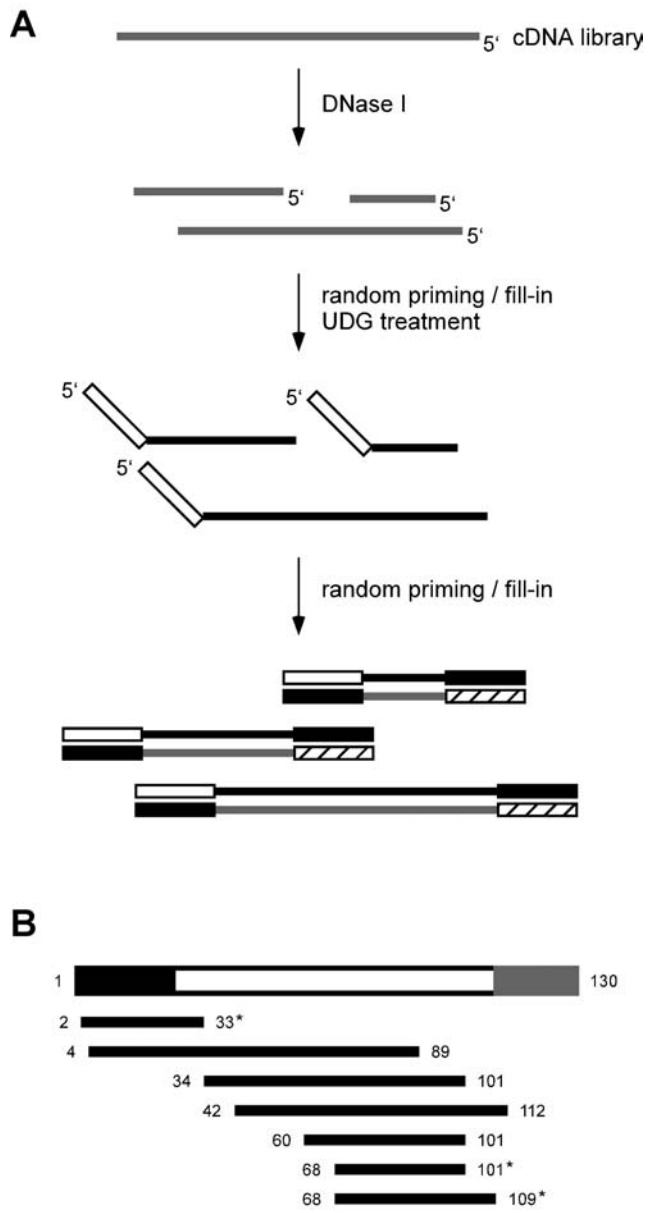 A
5‘ cDNA library
DNase I
5‘ 5‘
5‘
random priming / fill-in
UDG treatment
5‘ 5‘
5‘
random priming / fill-in
B
1 130
2 33*
4 89
34 101
42 112
60 101
68 101*
68 109*